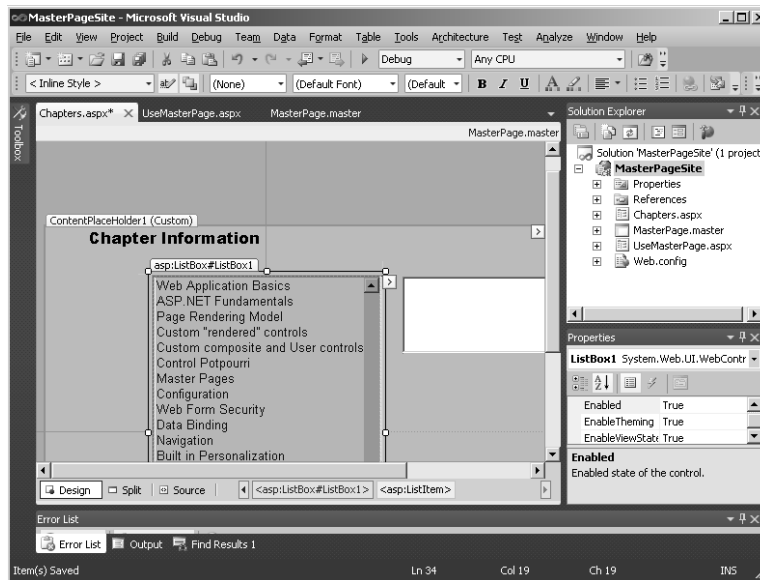 MasterPageSite - Microsoft Visual Studio
File Edit View Project Build Debug Team Data Format Table Tools Architecture Test Analyze Window Help
Debug Any CPU
< Inline Style > (None) (Default Font) (Default B I U
Toolbox
Chapters.aspx* UseMasterPage.aspx MasterPage.master
MasterPage.master
ContentPlaceHolder1 (Custom)
Chapter Information
asp:ListBox#ListBox1
Web Application Basics
ASP.NET Fundamentals
Page Rendering Model
Custom "rendered" controls
Custom composite and User controls
Control Potpourri
Master Pages
Configuration
Web Form Security
Data Binding
Navigation
Built in Personalization
Design Split Source <asp:ListBox#ListBox1> <asp:ListItem>
Solution Explorer
Solution 'MasterPageSite' (1 project
MasterPageSite
Properties
References
Chapters.aspx
MasterPage.master
UseMasterPage.aspx
Web.config
Properties
ListBox1 System.Web.UI.WebContr
Enabled True
EnableTheming True
EnableViewState True
Enabled
Enabled state of the control.
Error List
Error List Output Find Results 1
Item(s) Saved Ln 34 Col 19 Ch 19 INS